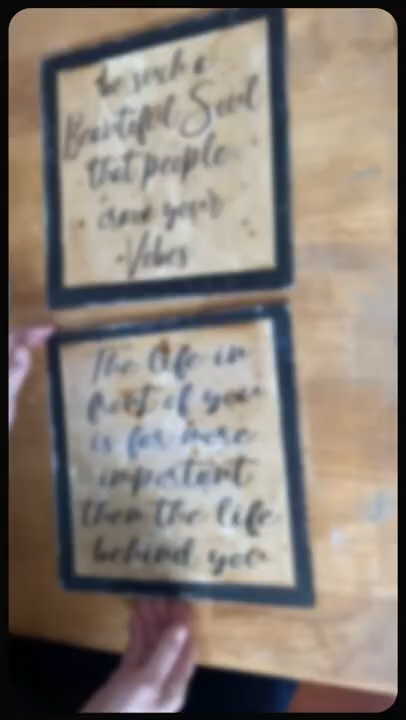 be such a
Beautiful Soul
that people
crave your
Vibes
The life in
front of you
is far more
important
then the life
behind you